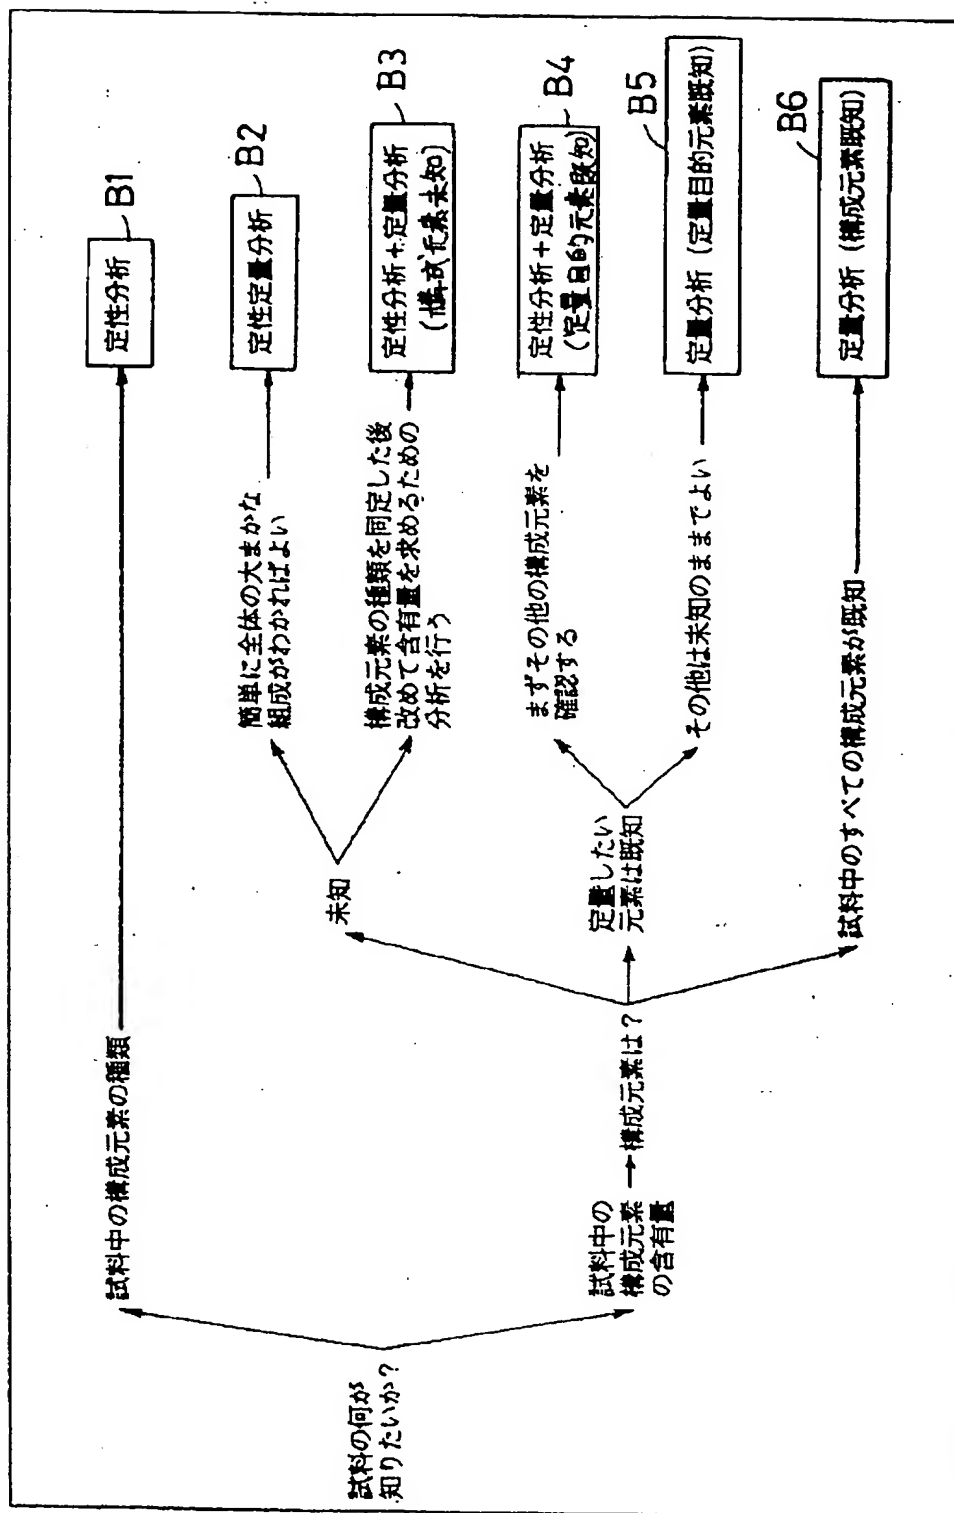 試料の何が
知りたいか?
試料中の構成元素の種類
定性分析
B1
試料中の
構成元素
の含有量
構成元素は?
未知
簡単に全体の大まかな
組成がわかればよい
定性定量分析
B2
構成元素の種類を同定した後
改めて含有量を求めるための
分析を行う
定性分析+定量分析
(構成元素未知)
B3
定量したい
元素は既知
まずその他の構成元素を
確認する
定性分析+定量分析
(定量目的元素既知)
B4
その他は未知のままでよい
定量分析(定量目的元素既知)
B5
試料中のすべての構成元素が既知
定量分析(構成元素既知)
B6